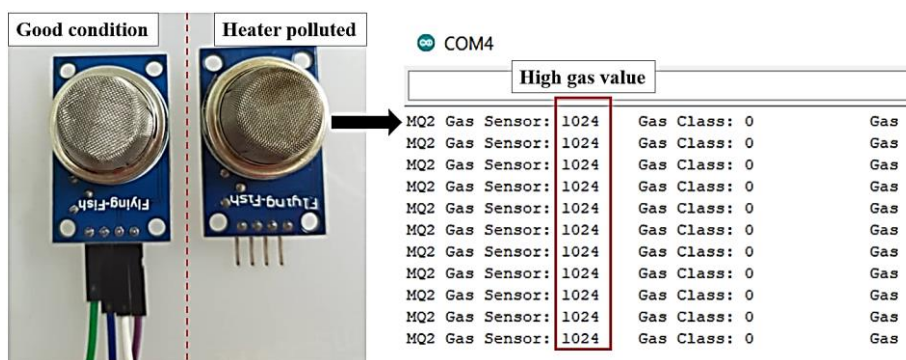 Good condition
Heater polluted
Flying-Fish
Flying-Fish
COM4
High gas value
MQ2 Gas Sensor: 1024 Gas Class: 0 Gas
MQ2 Gas Sensor: 1024 Gas Class: 0 Gas
MQ2 Gas Sensor: 1024 Gas Class: 0 Gas
MQ2 Gas Sensor: 1024 Gas Class: 0 Gas
MQ2 Gas Sensor: 1024 Gas Class: 0 Gas
MQ2 Gas Sensor: 1024 Gas Class: 0 Gas
MQ2 Gas Sensor: 1024 Gas Class: 0 Gas
MQ2 Gas Sensor: 1024 Gas Class: 0 Gas
MQ2 Gas Sensor: 1024 Gas Class: 0 Gas
MQ2 Gas Sensor: 1024 Gas Class: 0 Gas
MQ2 Gas Sensor: 1024 Gas Class: 0 Gas